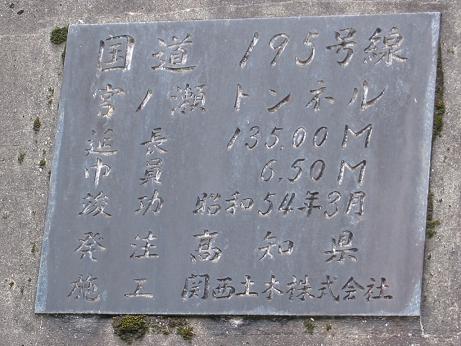 国道 195号線
宮ノ瀬トンネル
延長 135.00M
巾員 6.50M
竣功 昭和54年3月
発注 高知県
施工 関西土木株式会社